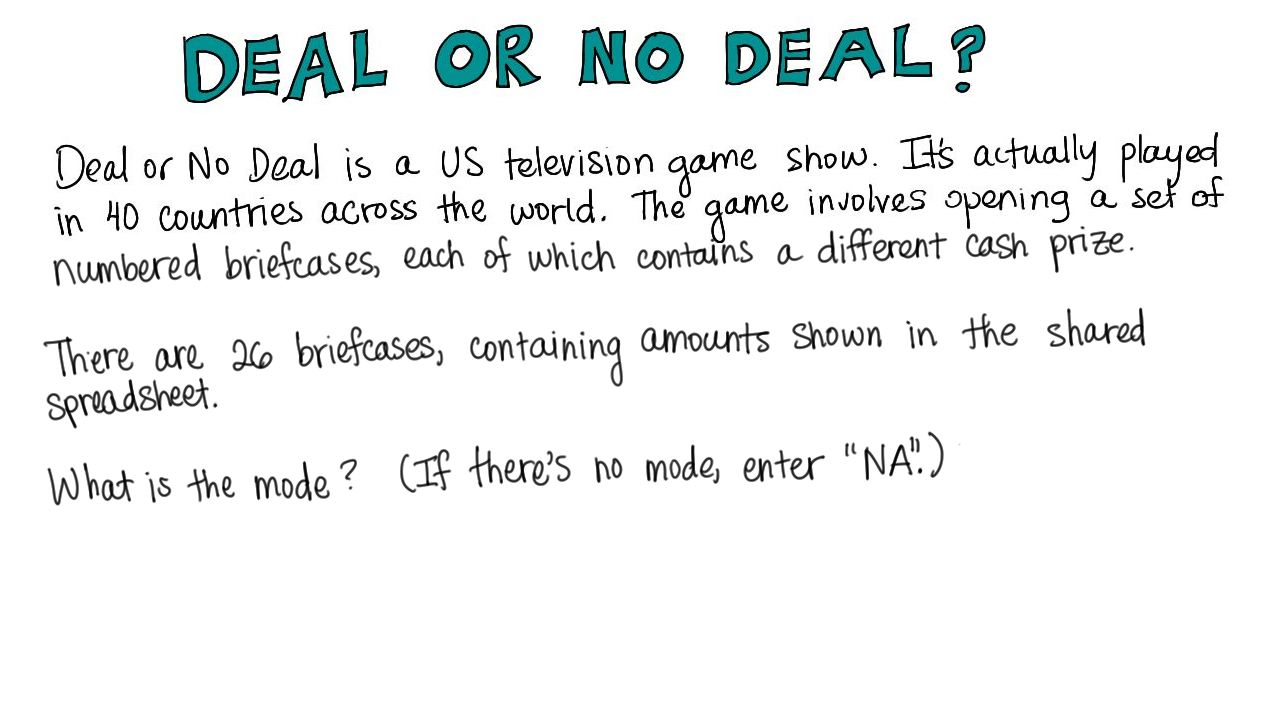 DEAL OR NO DEAL?
Deal or No Deal is a US television game show. It's actually played
in 40 countries across the world. The game involves opening a set of
numbered briefcases, each of which contains a different cash prize.
There are 26 briefcases, containing amounts shown in the shared
spreadsheet.
What is the mode? (If there's no mode, enter "NA".)